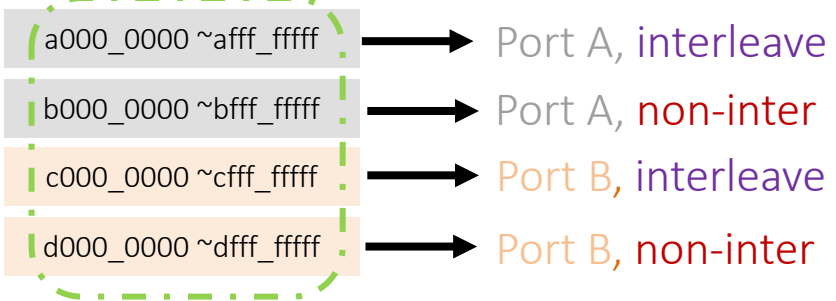 a000_0000 ~afff_fffff Port A, interleave
b000_0000 ~bfff_fffff Port A, non-inter
c000_0000 ~cfff_fffff Port B, interleave
d000_0000 ~dfff_fffff Port B, non-inter